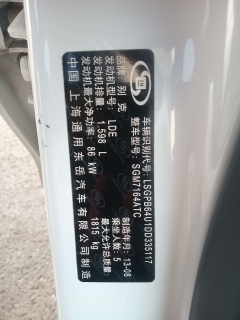 品牌 别克
发动机型号 LDE
发动机排量 1.598 L
发动机最大净功率: 86 kW
中国 上海通用东岳汽车有限公司
车辆识别代号: LSGPB64U1DD335117
整车型号: SGM7164ATC
制造年月: 13-08
乘坐人数: 5
最大允许总质量: 1815 kg